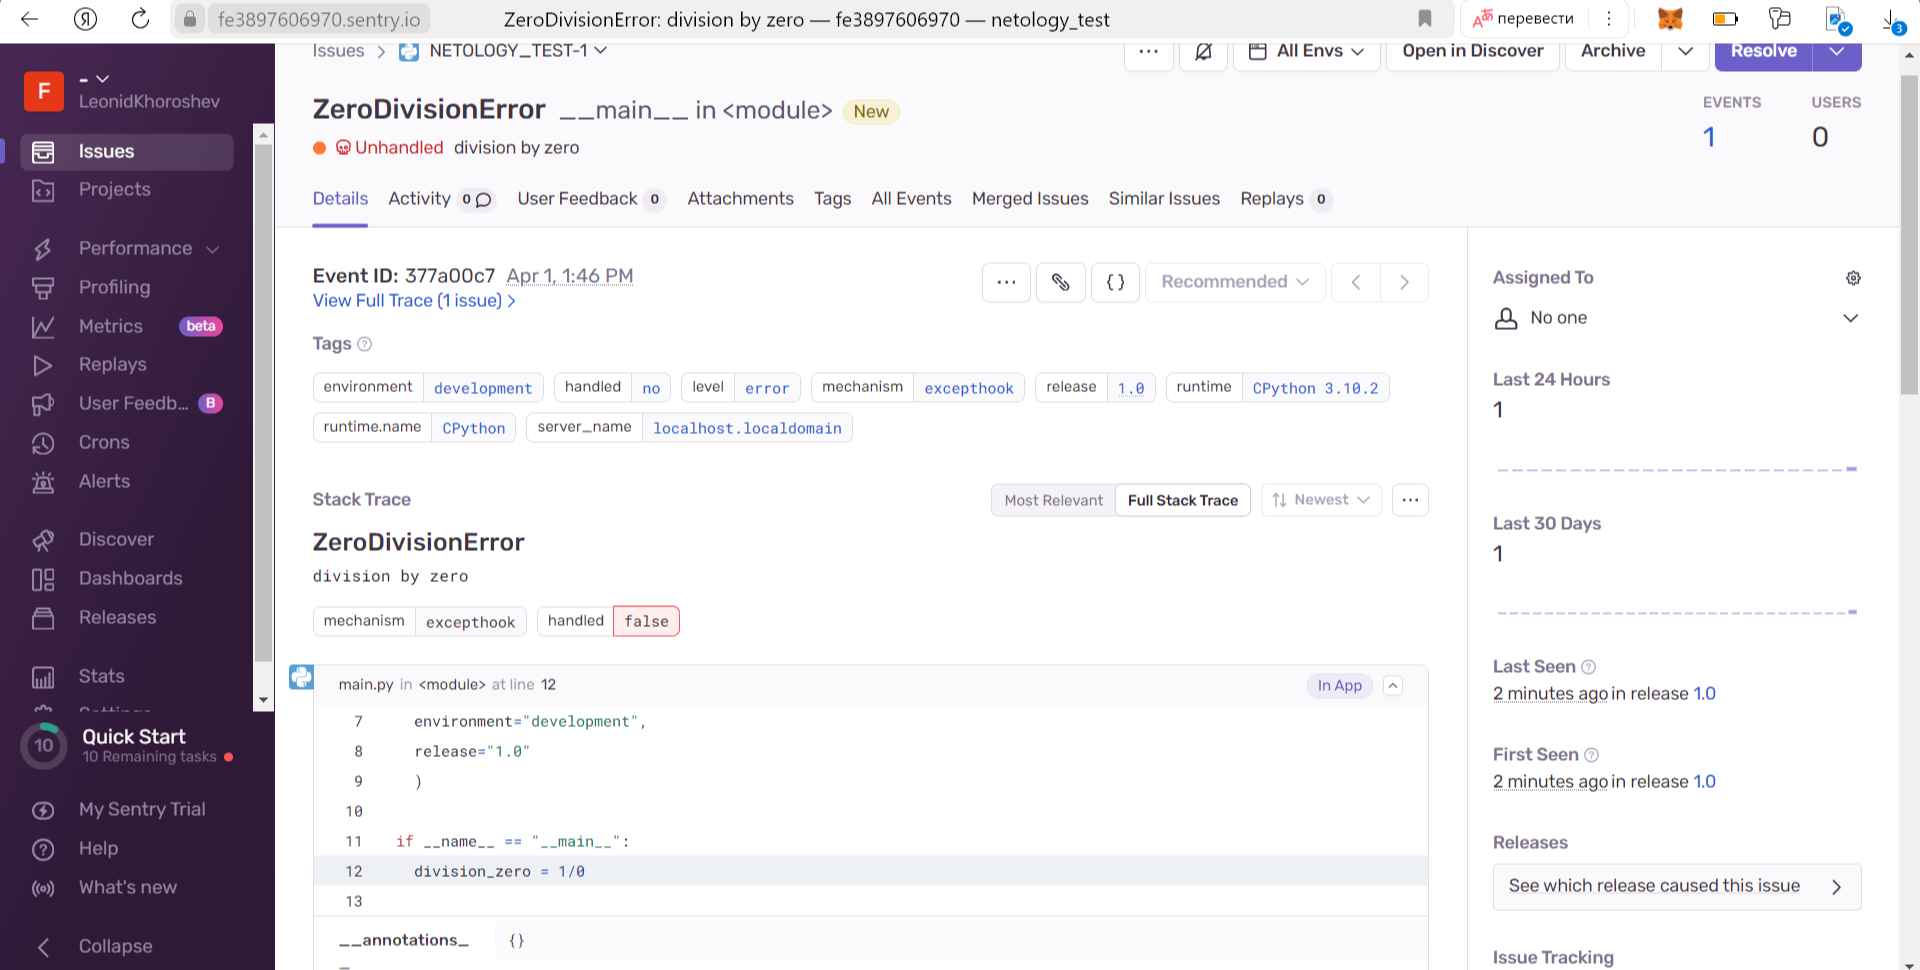 Я
fe3897606970.sentry.io
ZeroDivisionError: division by zero — fe3897606970 — netology_test
перевести
3
F
-
LeonidKhoroshev
Issues
Projects
Performance
Profiling
Metrics beta
Replays
User Feedb... B
Crons
Alerts
Discover
Dashboards
Releases
Stats
Settings
10
Quick Start
10 Remaining tasks
My Sentry Trial
Help
What's new
Collapse
Issues > NETOLOGY_TEST-1
All Envs
Open in Discover
Archive
Resolve
ZeroDivisionError __main__ in <module> New
Unhandled division by zero
EVENTS USERS
1 0
Details Activity 0 User Feedback 0 Attachments Tags All Events Merged Issues Similar Issues Replays 0
Event ID: 377a00c7 Apr 1, 1:46 PM
View Full Trace (1 issue) >
... {} Recommended < >
Tags ?
environment development handled no level error mechanism excepthook release 1.0 runtime CPython 3.10.2
runtime.name CPython server_name localhost.localdomain
Stack Trace
Most Relevant Full Stack Trace Newest ...
ZeroDivisionError
division by zero
mechanism excepthook handled false
main.py in <module> at line 12 In App
7 environment="development",
8 release="1.0"
9 )
10
11 if __name__ == "__main__":
12 division_zero = 1/0
13
__annotations_
_ {}
Assigned To
No one
Last 24 Hours
1
Last 30 Days
1
Last Seen ?
2 minutes ago in release 1.0
First Seen ?
2 minutes ago in release 1.0
Releases
See which release caused this issue >
Issue Tracking